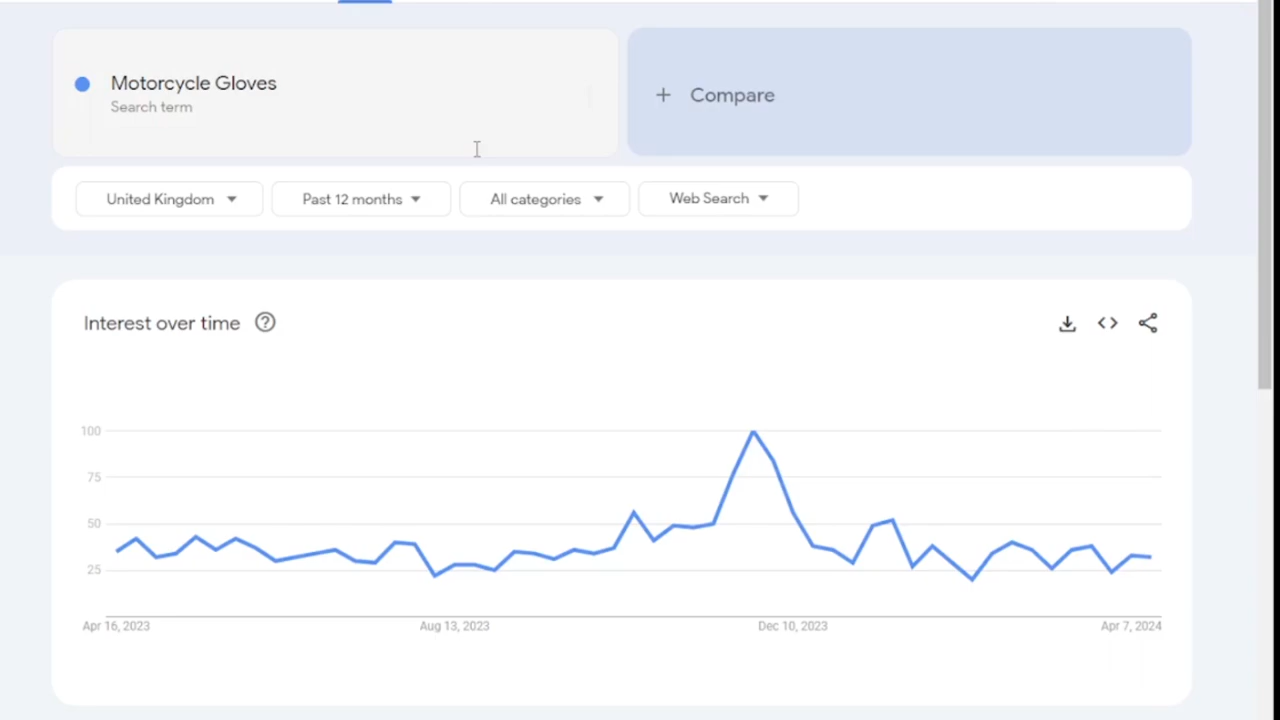 Motorcycle Gloves
Search term
+ Compare
United Kingdom
Past 12 months
All categories
Web Search
Interest over time
100
75
50
25
Apr 16, 2023
Aug 13, 2023
Dec 10, 2023
Apr 7, 2024